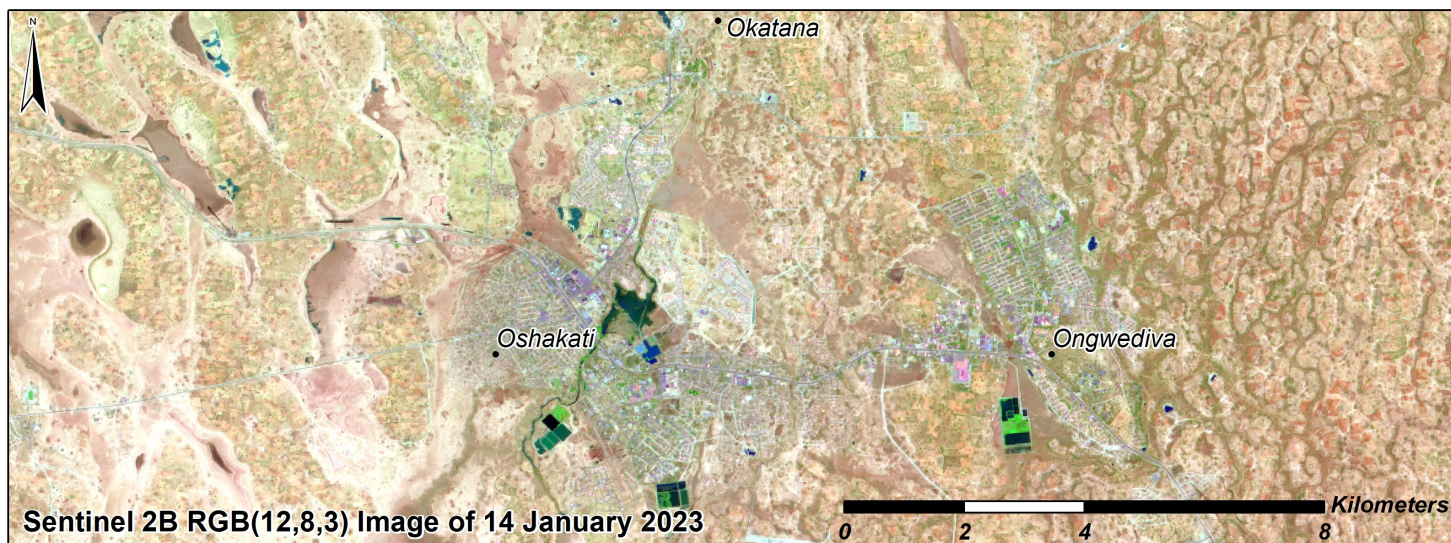 N
Okatana
Oshakati
Ongwediva
Kilometers
0 2 4 8
Sentinel 2B RGB(12,8,3) Image of 14 January 2023